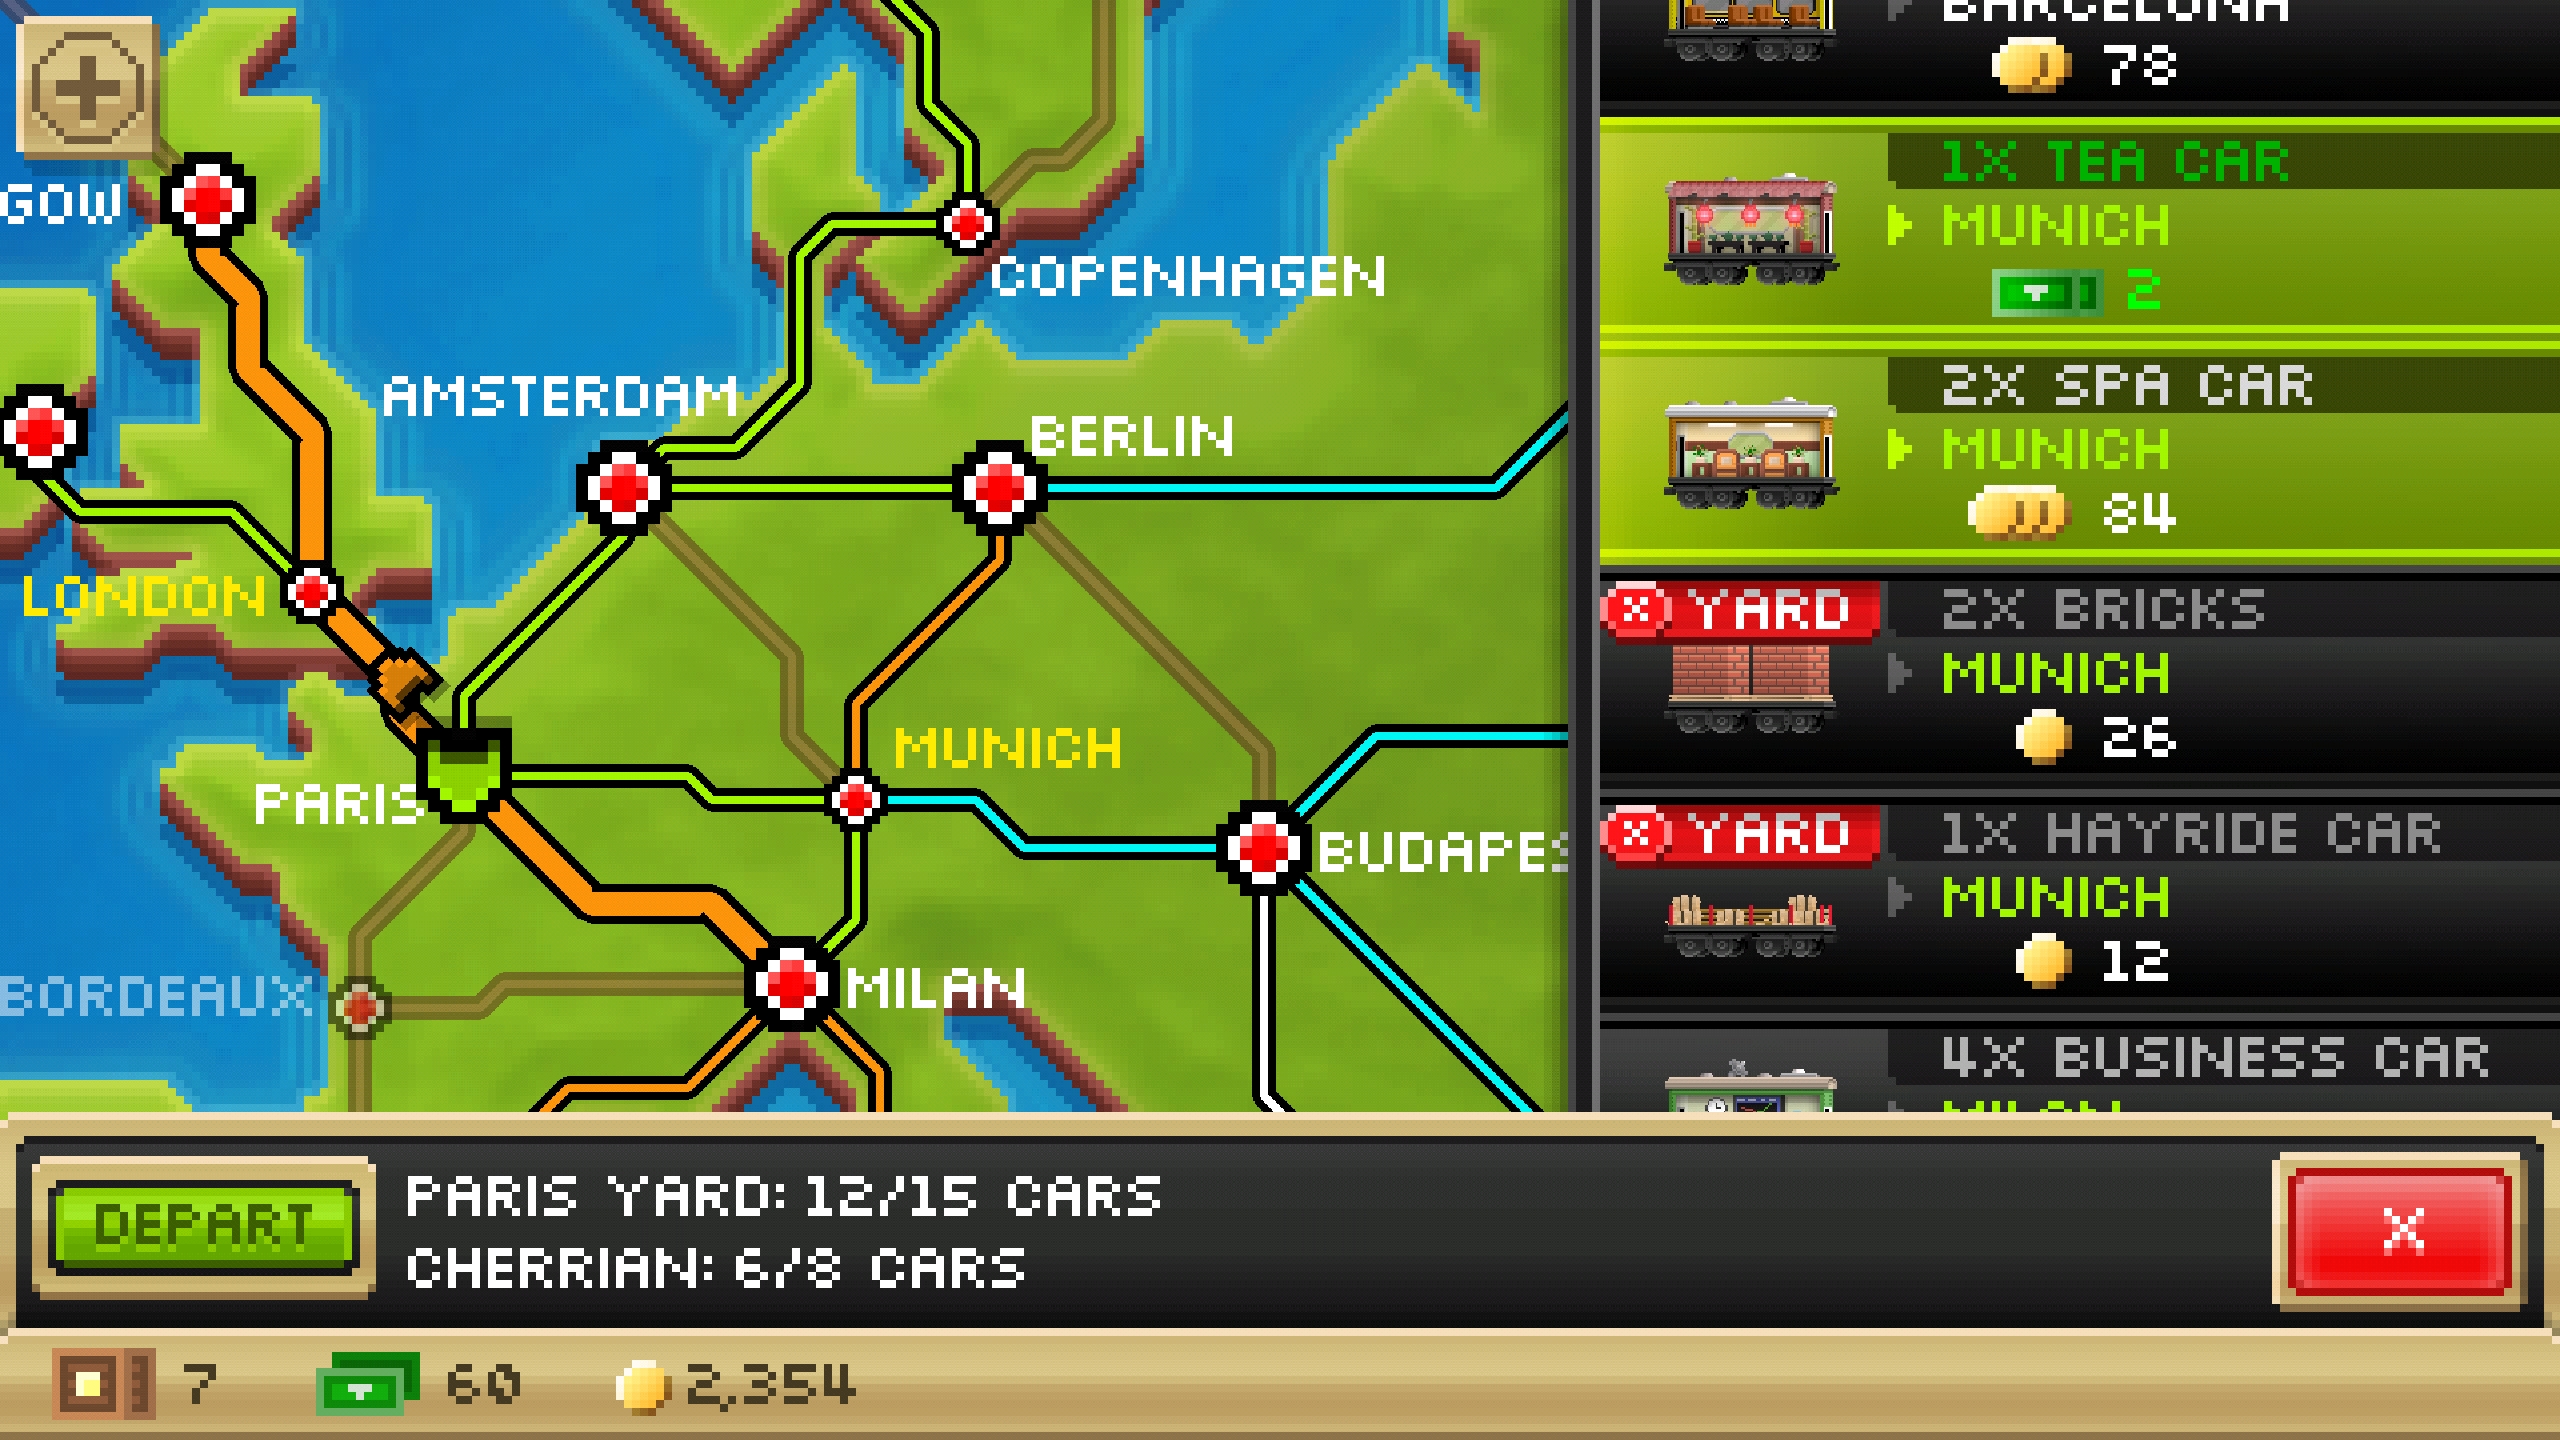 GOW
COPENHAGEN
AMSTERDAM
BERLIN
LONDON
MUNICH
PARIS
BUDAPES
BORDEAUX
MILAN
BARCELONA
78
1X TEA CAR
MUNICH
2
2X SPA CAR
MUNICH
84
YARD
2X BRICKS
MUNICH
26
YARD
1X HAYRIDE CAR
MUNICH
12
4X BUSINESS CAR
MILAN
DEPART
PARIS YARD: 12/15 CARS
CHERRIAN: 6/8 CARS
X
7
60
2,354